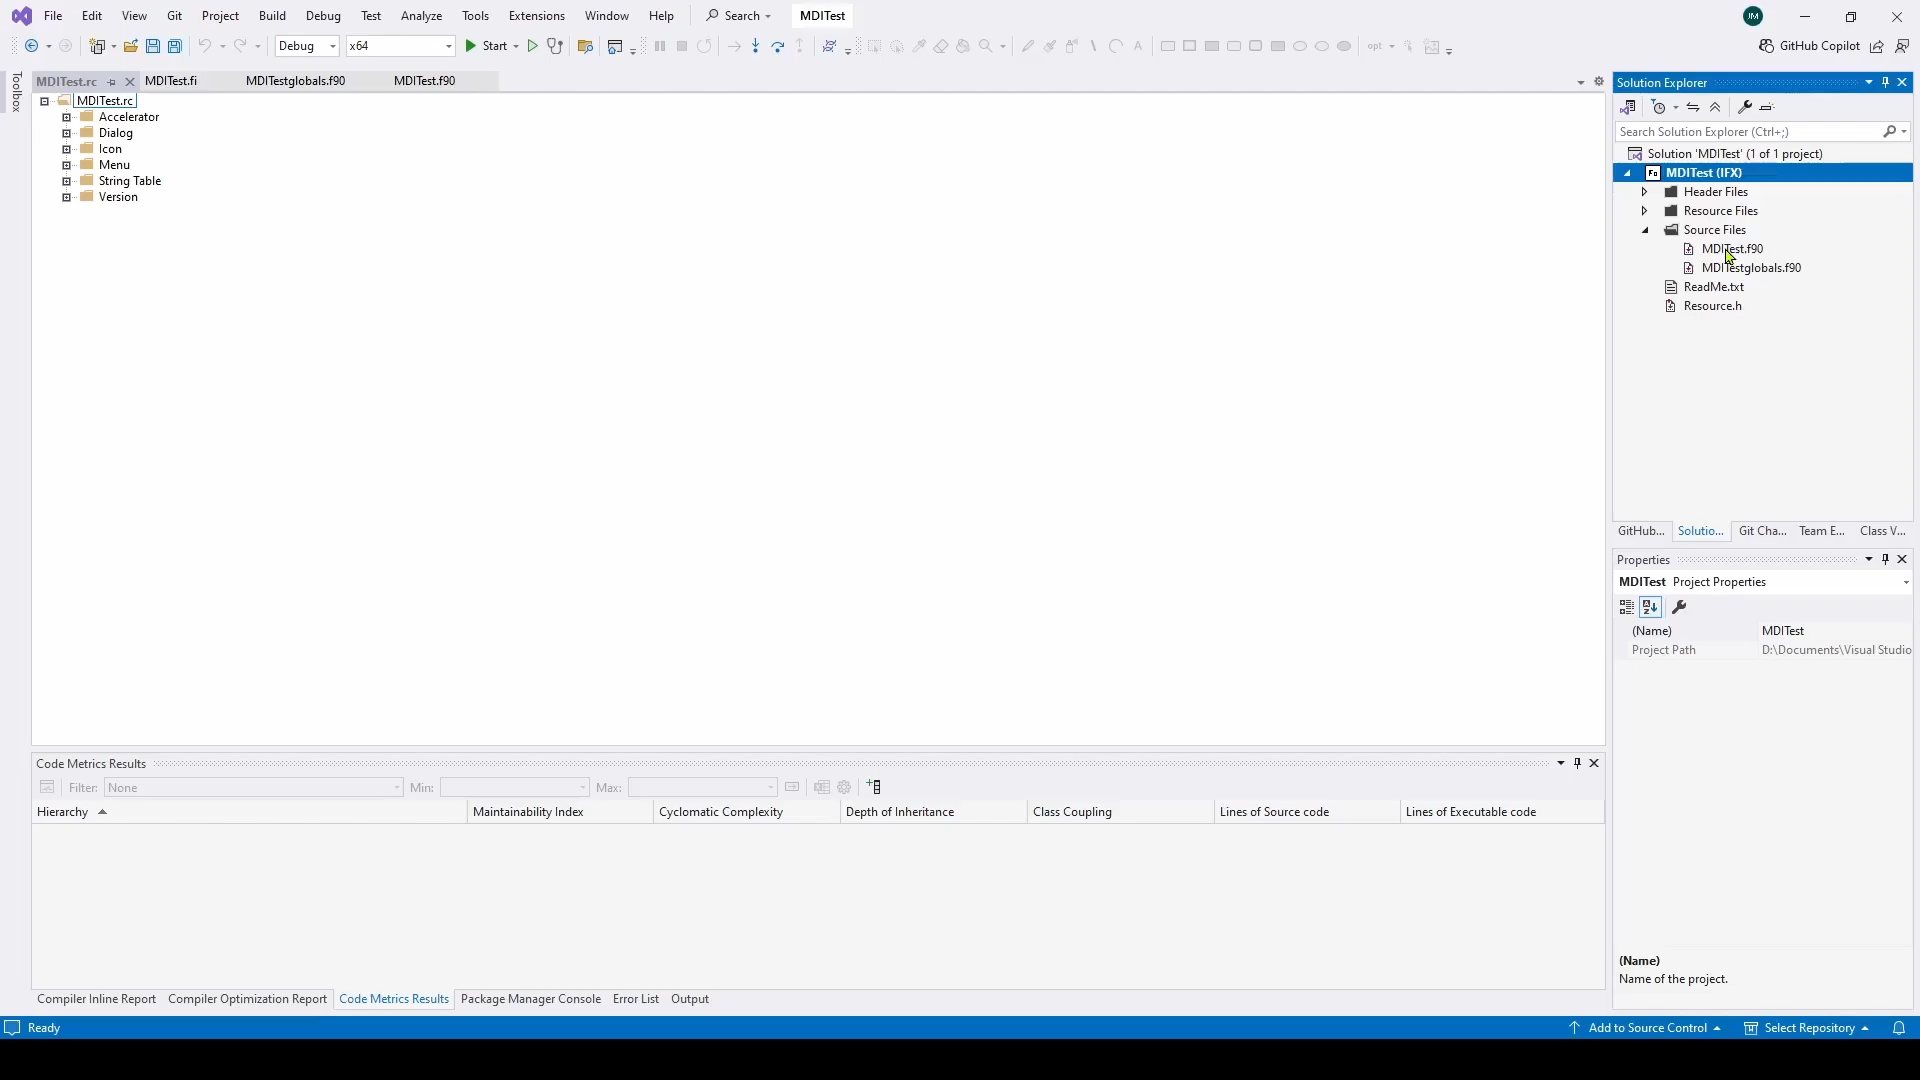 File Edit View Git Project Build Debug Test Analyze Tools Extensions Window Help Search MDITest JM
Debug x64 Start opt GitHub Copilot
Toolbox
MDITest.rc MDITest.fi MDITestglobals.f90 MDITest.f90
MDITest.rc
Accelerator
Dialog
Icon
Menu
String Table
Version
Solution Explorer
Search Solution Explorer (Ctrl+;)
Solution 'MDITest' (1 of 1 project)
Fo MDITest (IFX)
Header Files
Resource Files
Source Files
MDITest.f90
MDITestglobals.f90
ReadMe.txt
Resource.h
GitHub... Solutio... Git Cha... Team E... Class V...
Properties
MDITest Project Properties
(Name) MDITest
Project Path D:\Documents\Visual Studio
(Name)
Name of the project.
Code Metrics Results
Filter: None Min: Max:
Hierarchy Maintainability Index Cyclomatic Complexity Depth of Inheritance Class Coupling Lines of Source code Lines of Executable code
Compiler Inline Report Compiler Optimization Report Code Metrics Results Package Manager Console Error List Output
Ready Add to Source Control Select Repository